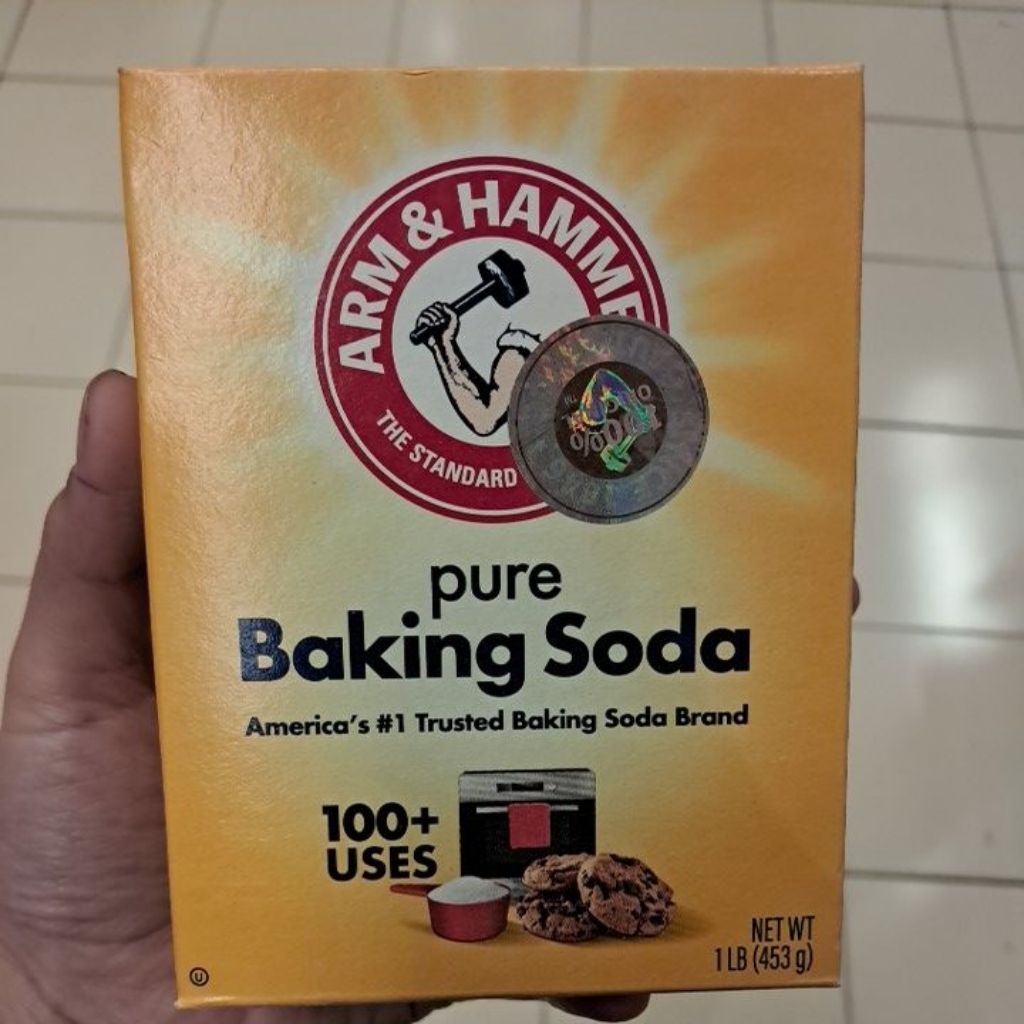 ARM & HAMME
THE STANDARD
100%
pure
Baking Soda
America's #1 Trusted Baking Soda Brand
100+
USES
NET WT
1 LB (453 g)
U